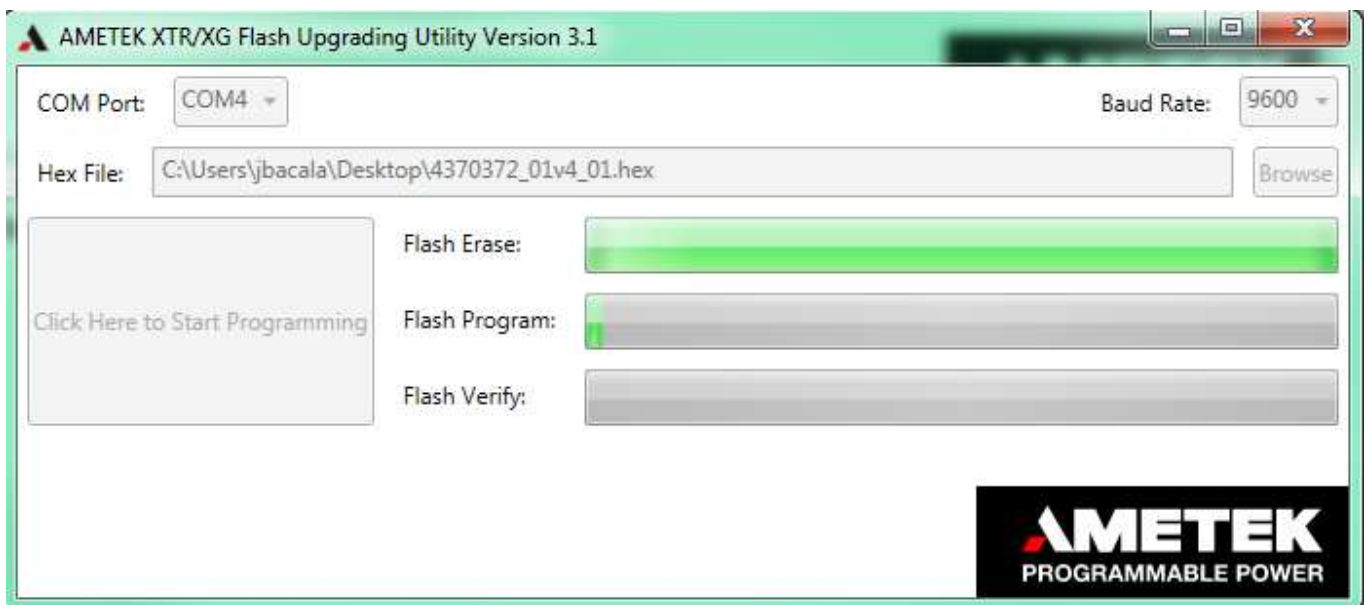 AMETEK XTR/XG Flash Upgrading Utility Version 3.1
COM Port: COM4 Baud Rate: 9600
Hex File: C:\Users\jbacala\Desktop\4370372_01v4_01.hex Browse
Flash Erase:
Click Here to Start Programming Flash Program:
Flash Verify:
AMETEK
PROGRAMMABLE POWER